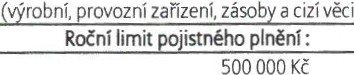 (výrobní, provozní zařízení, zásoby a cizí věci
Roční limit pojistného plnění :
500 000 Kč